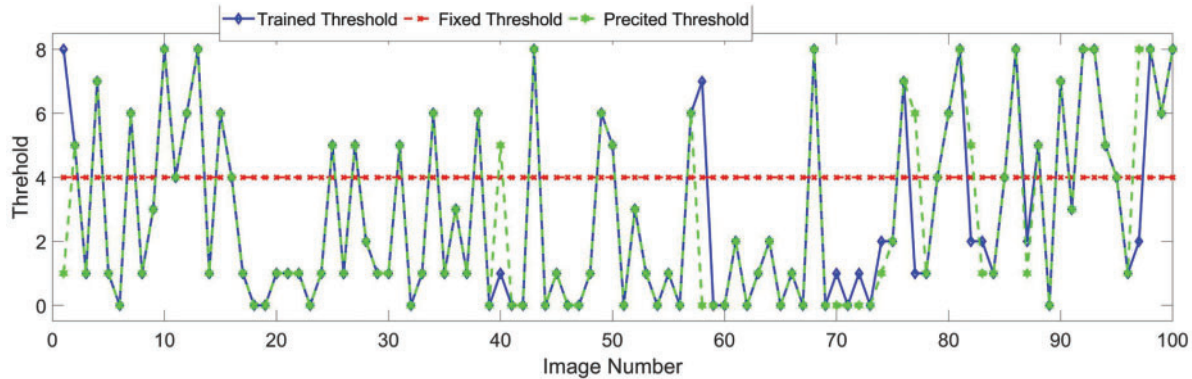 Trained Threshold Fixed Threshold Precited Threshold
8
6
4
2
0
Threhold
0 10 20 30 40 50 60 70 80 90 100
Image Number